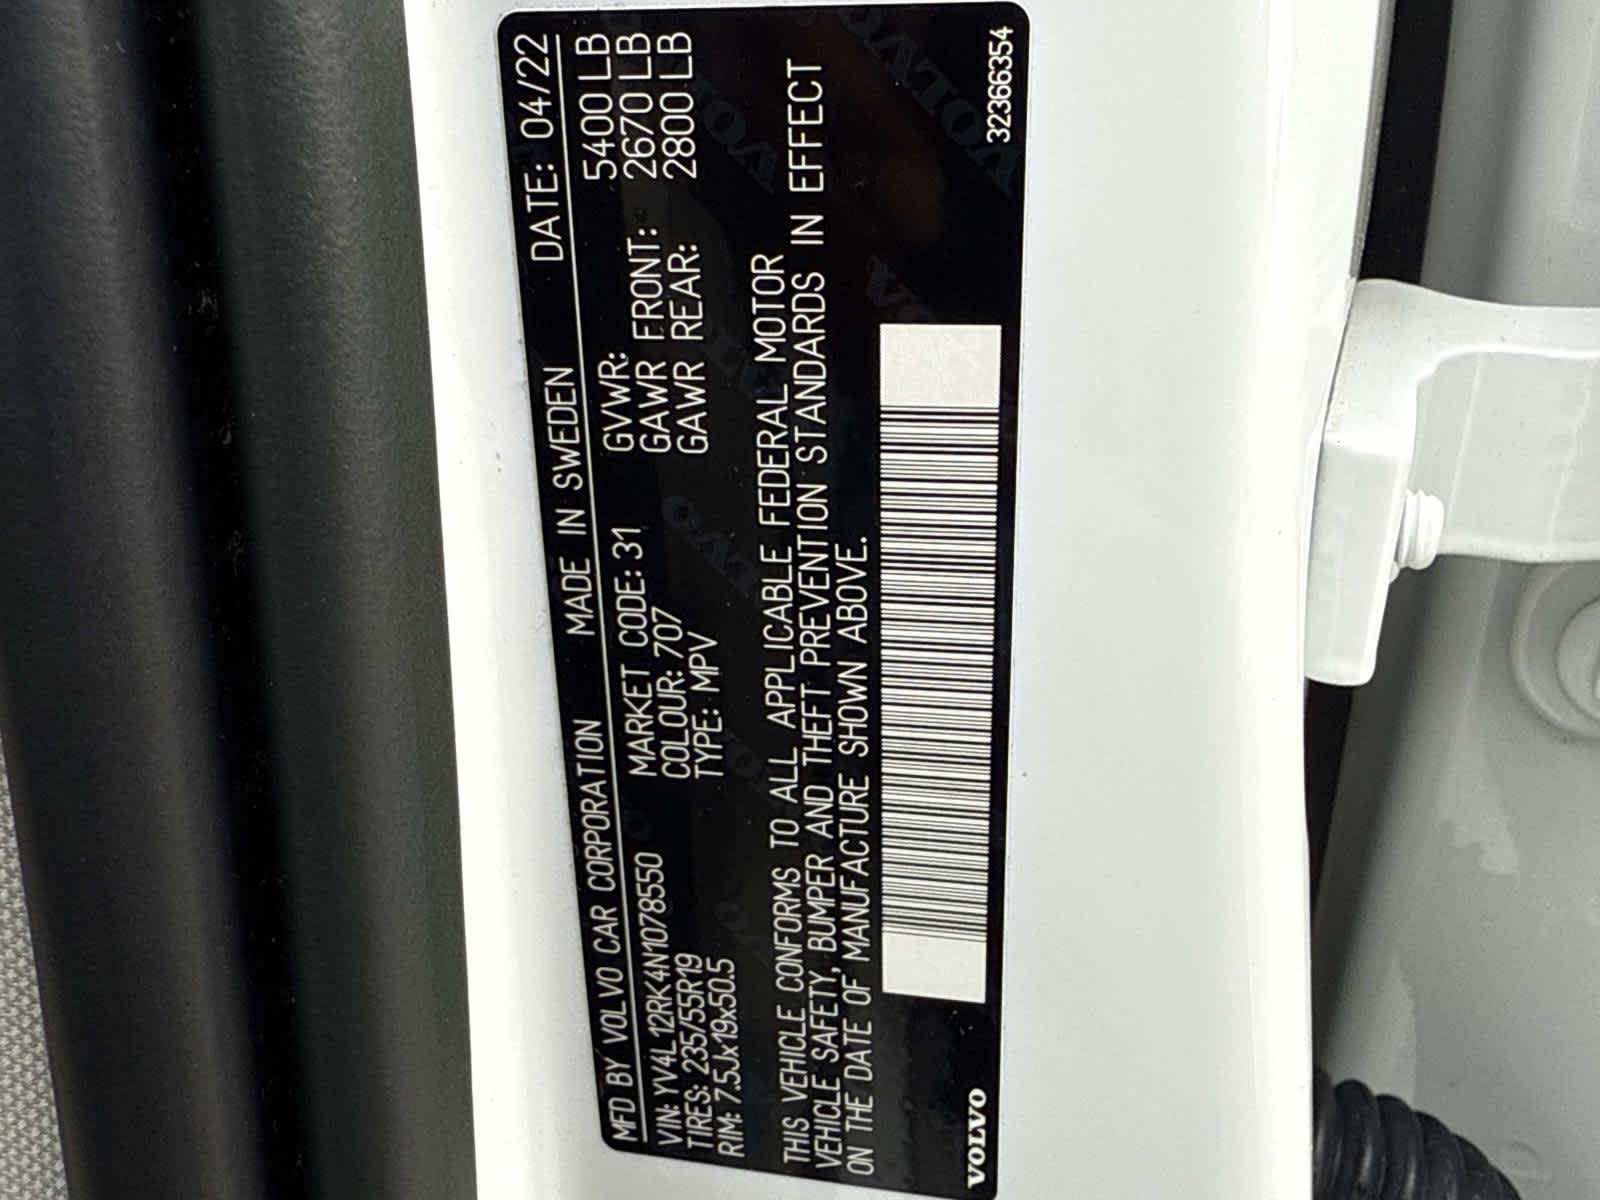 MFD BY VOLVO CAR CORPORATION MADE IN SWEDEN DATE: 04/22
VIN: YV4L12RK4N1078550 MARKET CODE: 31 GVWR: 5400 LB
TIRES: 235/55R19 COLOUR: 707 GAWR FRONT: 2670 LB
RIM: 7.5Jx19x50.5 TYPE: MPV GAWR REAR: 2800 LB
THIS VEHICLE CONFORMS TO ALL APPLICABLE FEDERAL MOTOR
VEHICLE SAFETY, BUMPER AND THEFT PREVENTION STANDARDS IN EFFECT
ON THE DATE OF MANUFACTURE SHOWN ABOVE.
VOLVO 32366354